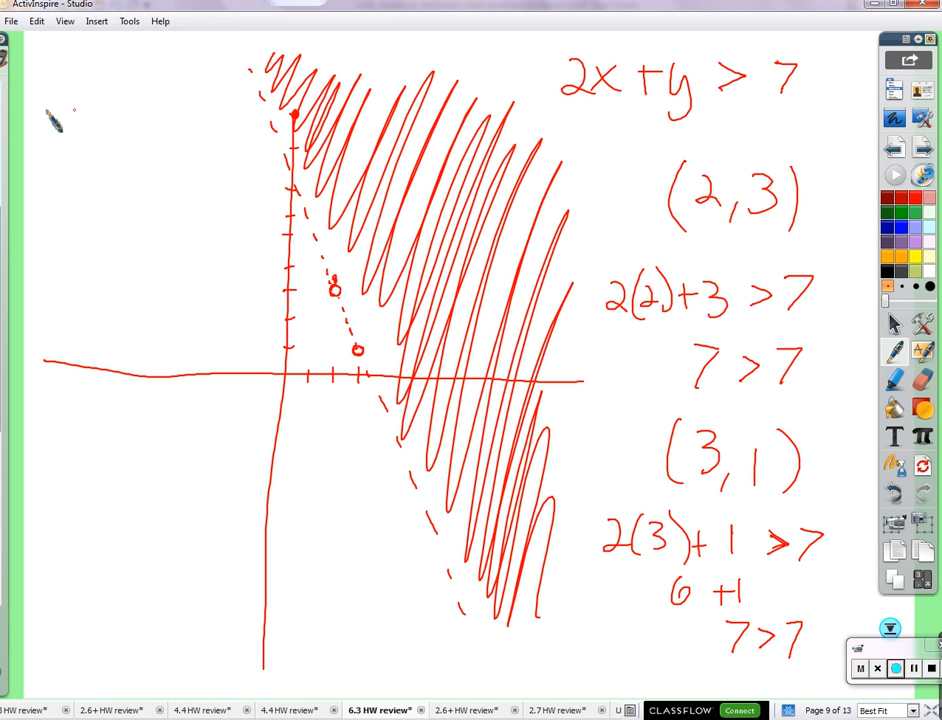 ActivInspire - Studio
File Edit View Insert Tools Help
2x + y > 7
(2, 3)
2(2) + 3 > 7
7 > 7
(3, 1)
2(3) + 1 > 7
6 + 1
7 > 7
M
T π
3 HW review* 2.6+ HW review* 4.4 HW review* 4.4 HW review* 6.3 HW review* 2.6+ HW review* 2.7 HW review* U CLASSFLOW Connect Page 9 of 13 Best Fit